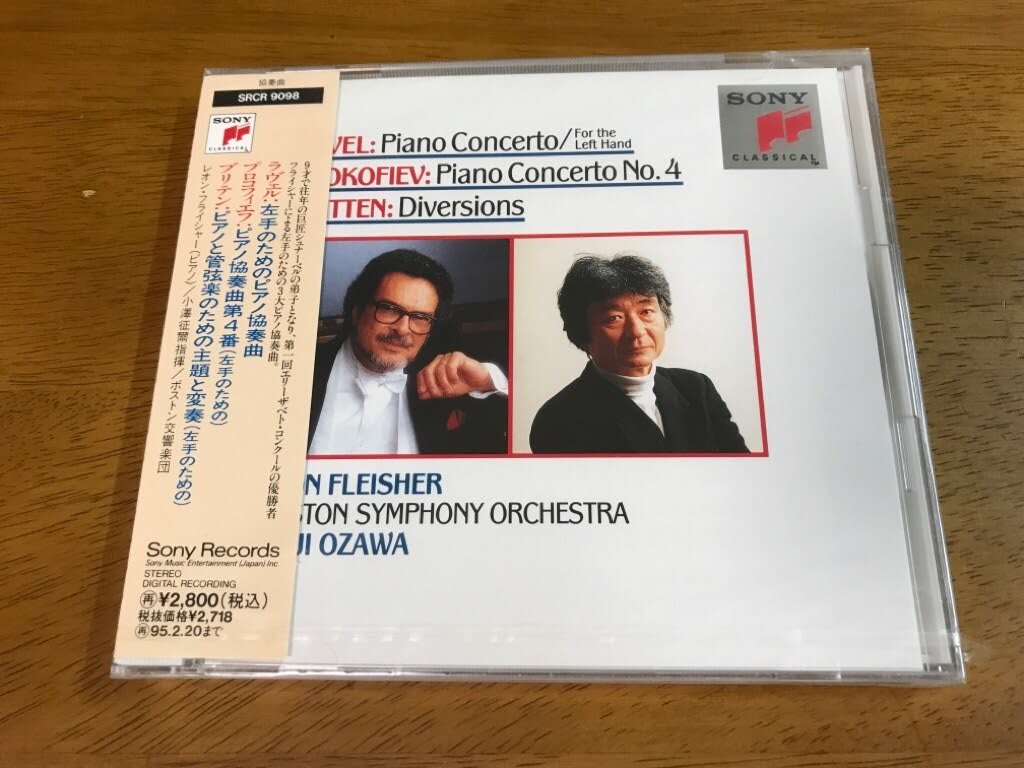 協奏曲
SRCR 9098
SONY
CLASSICAL
9才で往年の巨匠シュナーベルの弟子となり、第一回エリーザベト・コンクールの優勝者
フライシャーによる左手のための3大ピアノ協奏曲。
ラヴェル:左手のためのピアノ協奏曲
プロコフィエフ:ピアノ協奏曲第4番(左手のための)
ブリテン:ピアノと管弦楽のための主題と変奏(左手のための)
レオン・フライシャー(ピアノ)/小澤征爾指揮/ボストン交響楽団
Sony Records
Sony Music Entertainment (Japan) Inc
STEREO
DIGITAL RECORDING
再¥2,800(税込)
税抜価格¥2,718
再95.2.20まで
VEL: Piano Concerto/For the Left Hand
OKOFIEV: Piano Concerto No. 4
TTEN: Diversions
SONY
CLASSICAL™
N FLEISHER
STON SYMPHONY ORCHESTRA
JI OZAWA